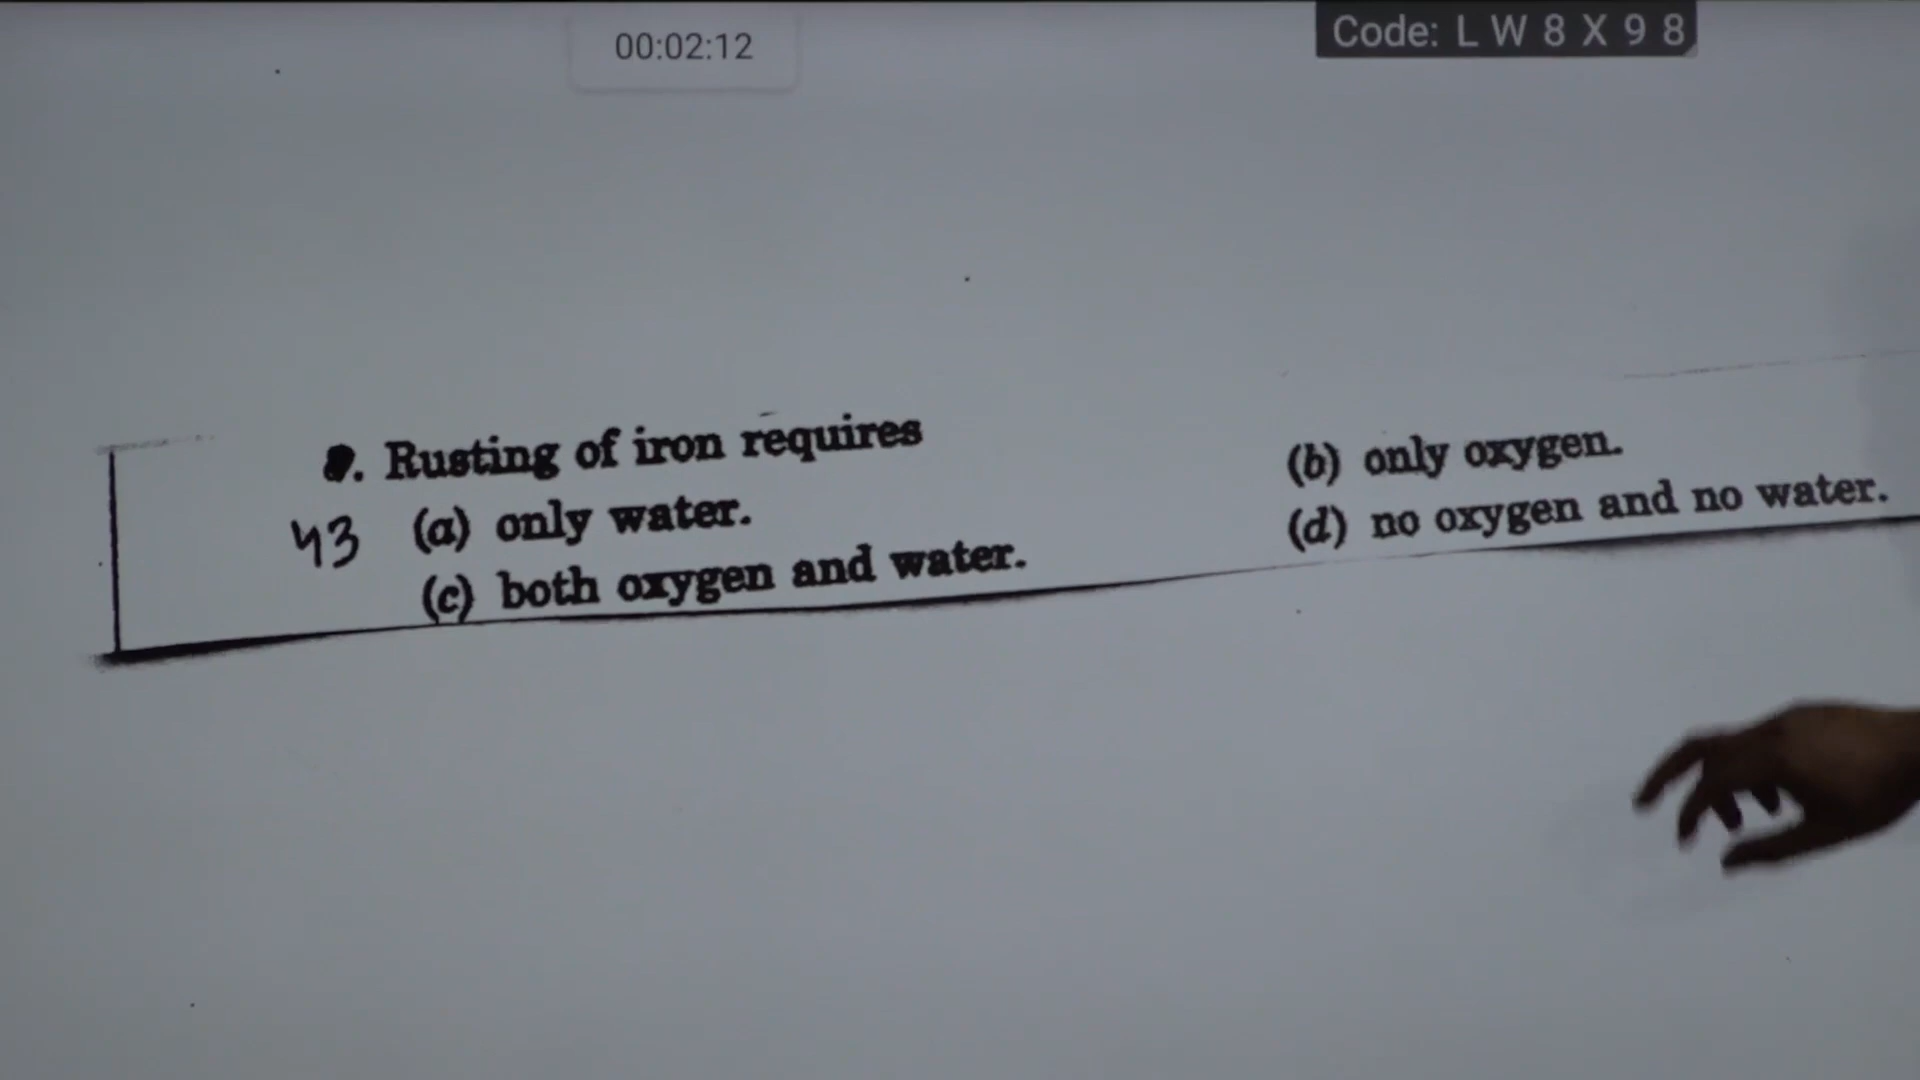 00:02:12
Code: L W 8 X 9 8
Rusting of iron requires
43 (a) only water.
(b) only oxygen.
(c) both oxygen and water.
(d) no oxygen and no water.